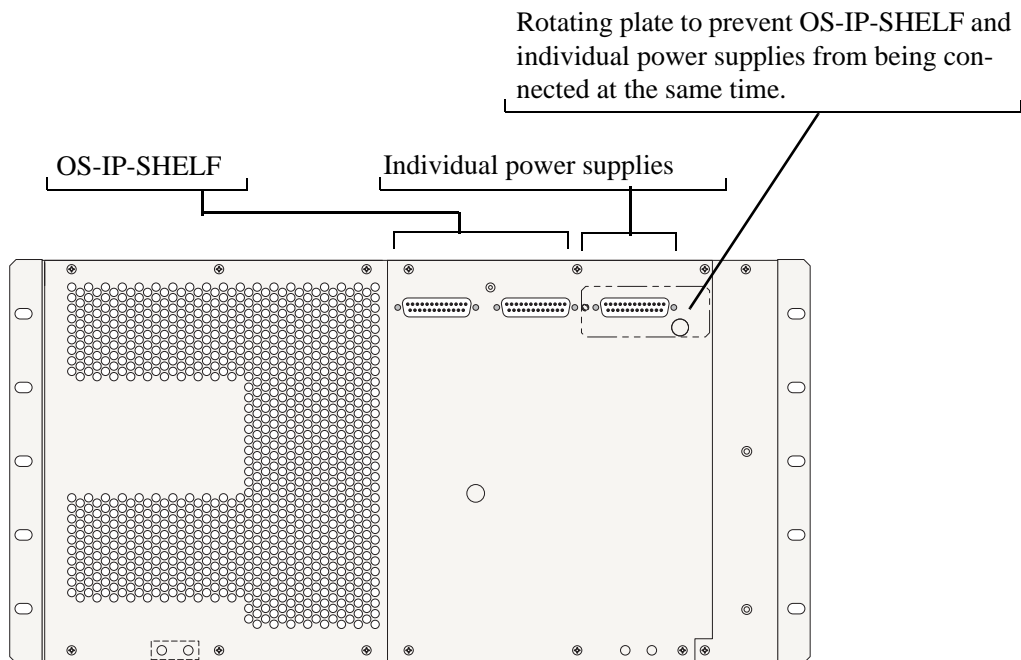 Rotating plate to prevent OS-IP-SHELF and
individual power supplies from being con-
nected at the same time.
OS-IP-SHELF
Individual power supplies